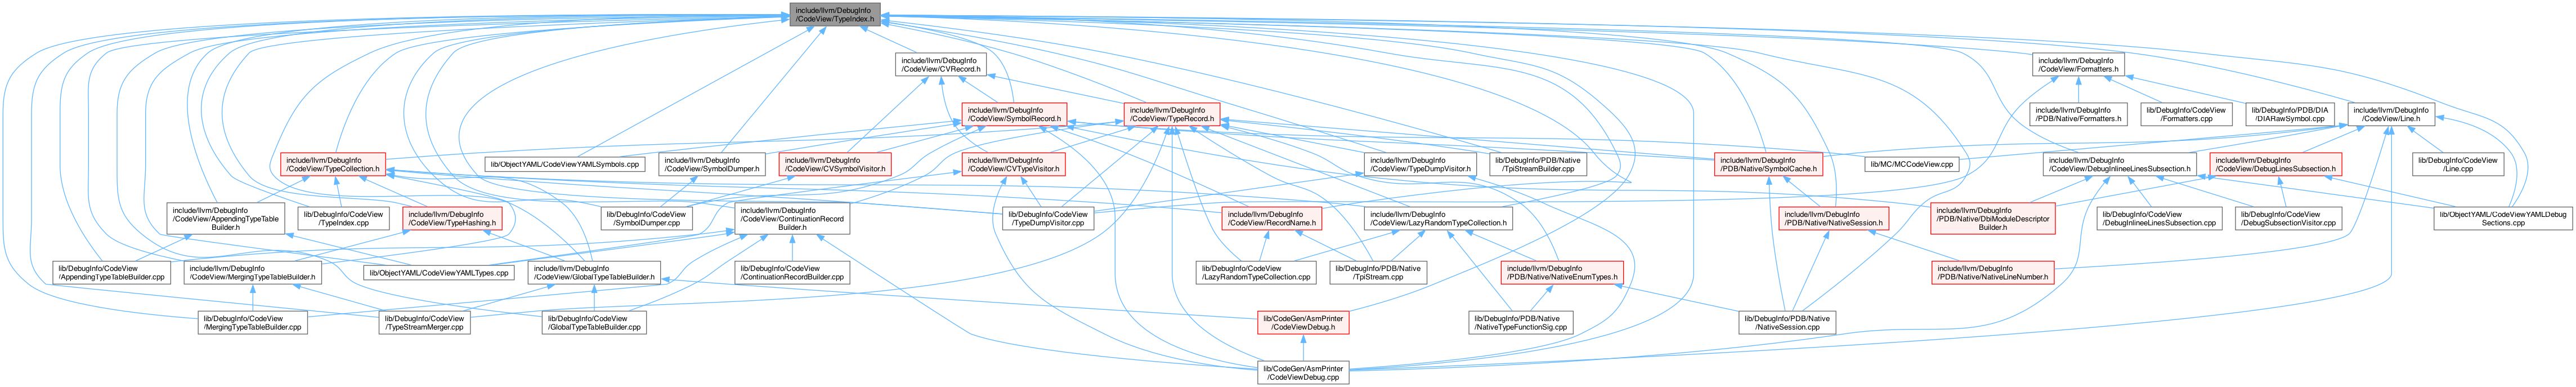 include/llvm/DebugInfo
/CodeView/TypeIndex.h
include/llvm/DebugInfo
/CodeView/CVRecord.h
include/llvm/DebugInfo
/CodeView/Formatters.h
include/llvm/DebugInfo
/CodeView/SymbolRecord.h
include/llvm/DebugInfo
/CodeView/TypeRecord.h
include/llvm/DebugInfo
/PDB/Native/Formatters.h
lib/DebugInfo/CodeView
/Formatters.cpp
lib/DebugInfo/PDB/DIA
/DIARawSymbol.cpp
include/llvm/DebugInfo
/CodeView/Line.h
include/llvm/DebugInfo
/CodeView/TypeCollection.h
lib/ObjectYAML/CodeViewYAMLSymbols.cpp
include/llvm/DebugInfo
/CodeView/SymbolDumper.h
include/llvm/DebugInfo
/CodeView/CVSymbolVisitor.h
include/llvm/DebugInfo
/CodeView/CVTypeVisitor.h
include/llvm/DebugInfo
/CodeView/TypeDumpVisitor.h
lib/DebugInfo/PDB/Native
/TpiStreamBuilder.cpp
include/llvm/DebugInfo
/PDB/Native/SymbolCache.h
lib/MC/MCCodeView.cpp
include/llvm/DebugInfo
/CodeView/DebugInlineeLinesSubsection.h
include/llvm/DebugInfo
/CodeView/DebugLinesSubsection.h
lib/DebugInfo/CodeView
/Line.cpp
include/llvm/DebugInfo
/CodeView/AppendingTypeTable
Builder.h
lib/DebugInfo/CodeView
/TypeIndex.cpp
include/llvm/DebugInfo
/CodeView/TypeHashing.h
lib/DebugInfo/CodeView
/SymbolDumper.cpp
include/llvm/DebugInfo
/CodeView/ContinuationRecord
Builder.h
lib/DebugInfo/CodeView
/TypeDumpVisitor.cpp
include/llvm/DebugInfo
/CodeView/RecordName.h
include/llvm/DebugInfo
/CodeView/LazyRandomTypeCollection.h
include/llvm/DebugInfo
/PDB/Native/NativeSession.h
include/llvm/DebugInfo
/PDB/Native/DbiModuleDescriptor
Builder.h
lib/DebugInfo/CodeView
/DebugInlineeLinesSubsection.cpp
lib/DebugInfo/CodeView
/DebugSubsectionVisitor.cpp
lib/ObjectYAML/CodeViewYAMLDebug
Sections.cpp
lib/DebugInfo/CodeView
/AppendingTypeTableBuilder.cpp
include/llvm/DebugInfo
/CodeView/MergingTypeTableBuilder.h
lib/ObjectYAML/CodeViewYAMLTypes.cpp
include/llvm/DebugInfo
/CodeView/GlobalTypeTableBuilder.h
lib/DebugInfo/CodeView
/ContinuationRecordBuilder.cpp
lib/DebugInfo/CodeView
/LazyRandomTypeCollection.cpp
lib/DebugInfo/PDB/Native
/TpiStream.cpp
include/llvm/DebugInfo
/PDB/Native/NativeEnumTypes.h
include/llvm/DebugInfo
/PDB/Native/NativeLineNumber.h
lib/DebugInfo/CodeView
/MergingTypeTableBuilder.cpp
lib/DebugInfo/CodeView
/TypeStreamMerger.cpp
lib/DebugInfo/CodeView
/GlobalTypeTableBuilder.cpp
lib/CodeGen/AsmPrinter
/CodeViewDebug.h
lib/DebugInfo/PDB/Native
/NativeTypeFunctionSig.cpp
lib/DebugInfo/PDB/Native
/NativeSession.cpp
lib/CodeGen/AsmPrinter
/CodeViewDebug.cpp